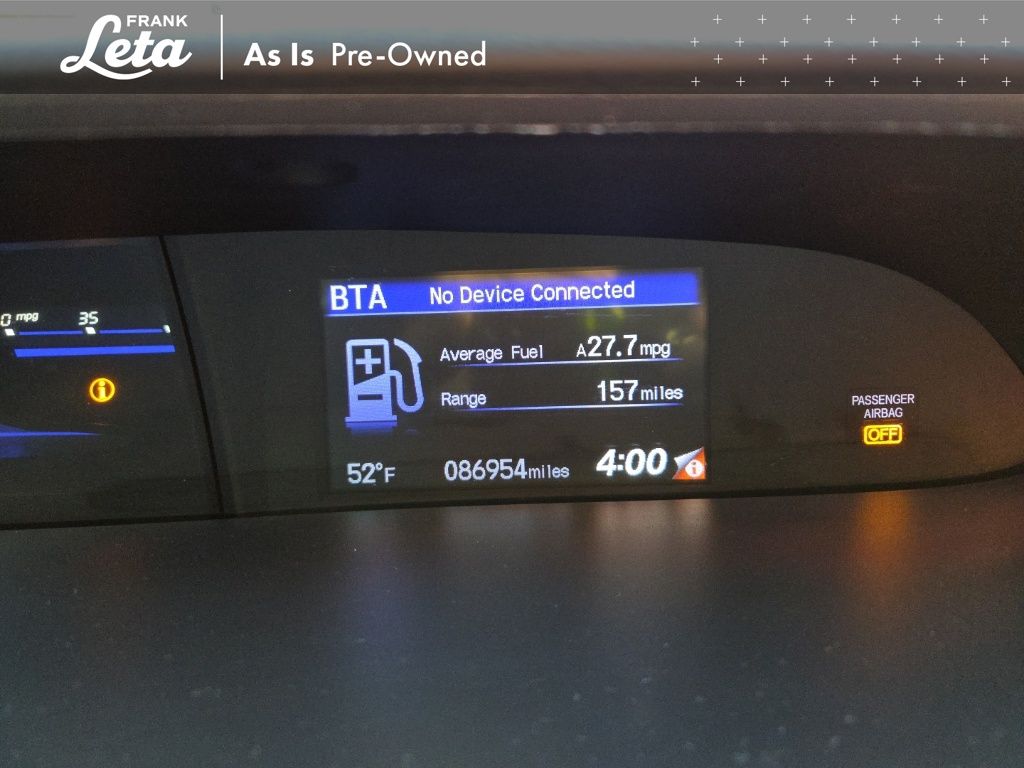 FRANK
Leta
As Is Pre-Owned
BTA No Device Connected
mpg 35
Average Fuel A27.7mpg
Range 157miles
52°F 086954miles 4:00 i
i
PASSENGER
AIRBAG
OFF